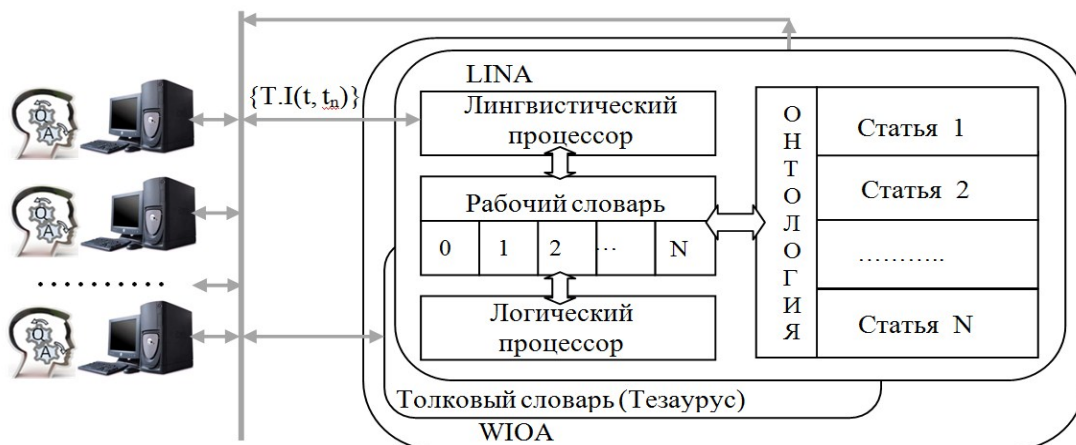 LINA
{T.I(t, tn)}
Лингвистический
процессор
Рабочий словарь
0 1 2 ... N
Логический
процессор
О
Н
Т
О
Л
О
Г
И
Я
Статья 1
Статья 2
...........
Статья N
Толковый словарь (Тезаурус)
WIOA
Q
A
Q
A
Q
A